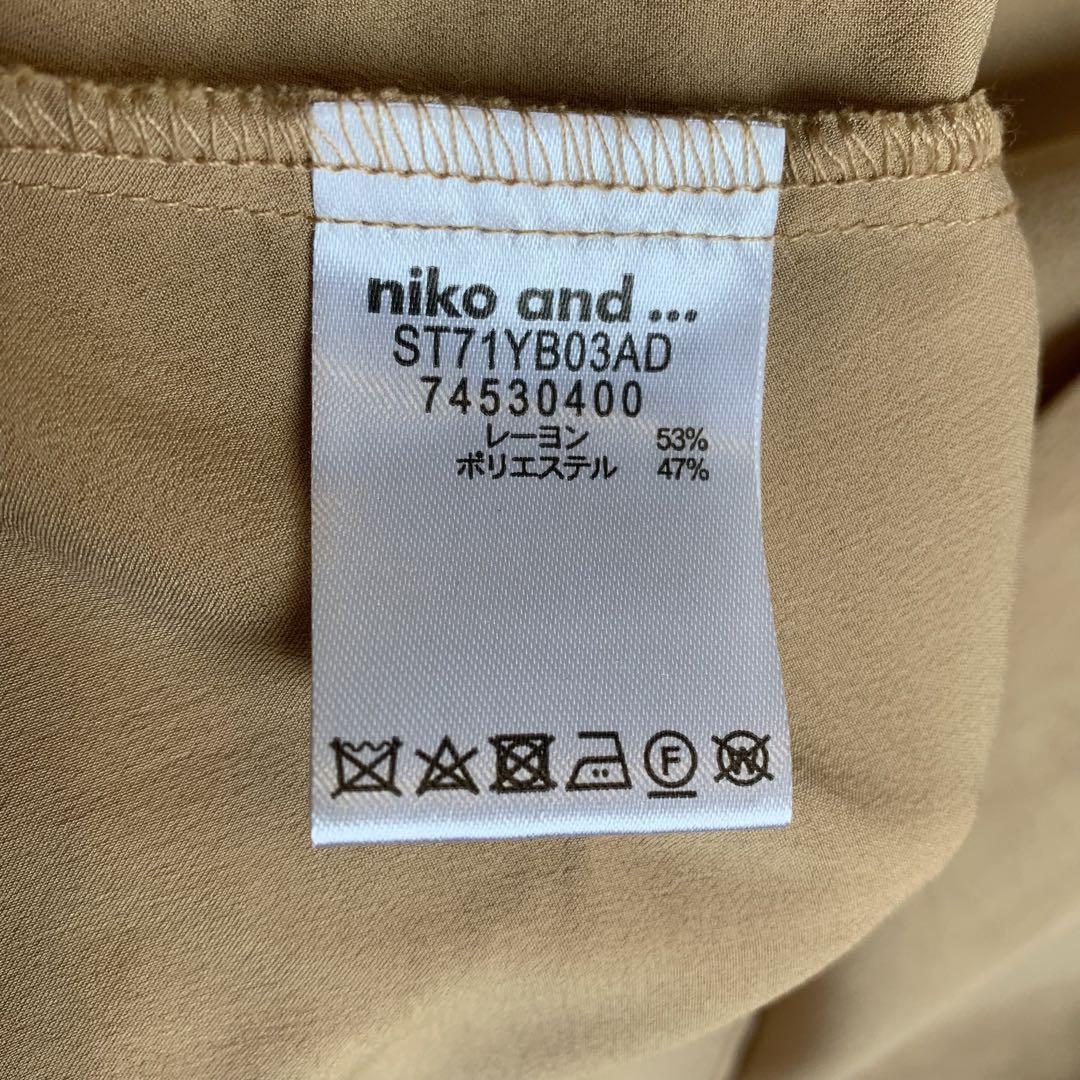 niko and ...
ST71YB03AD
74530400
レーヨン 53%
ポリエステル 47%
F
W